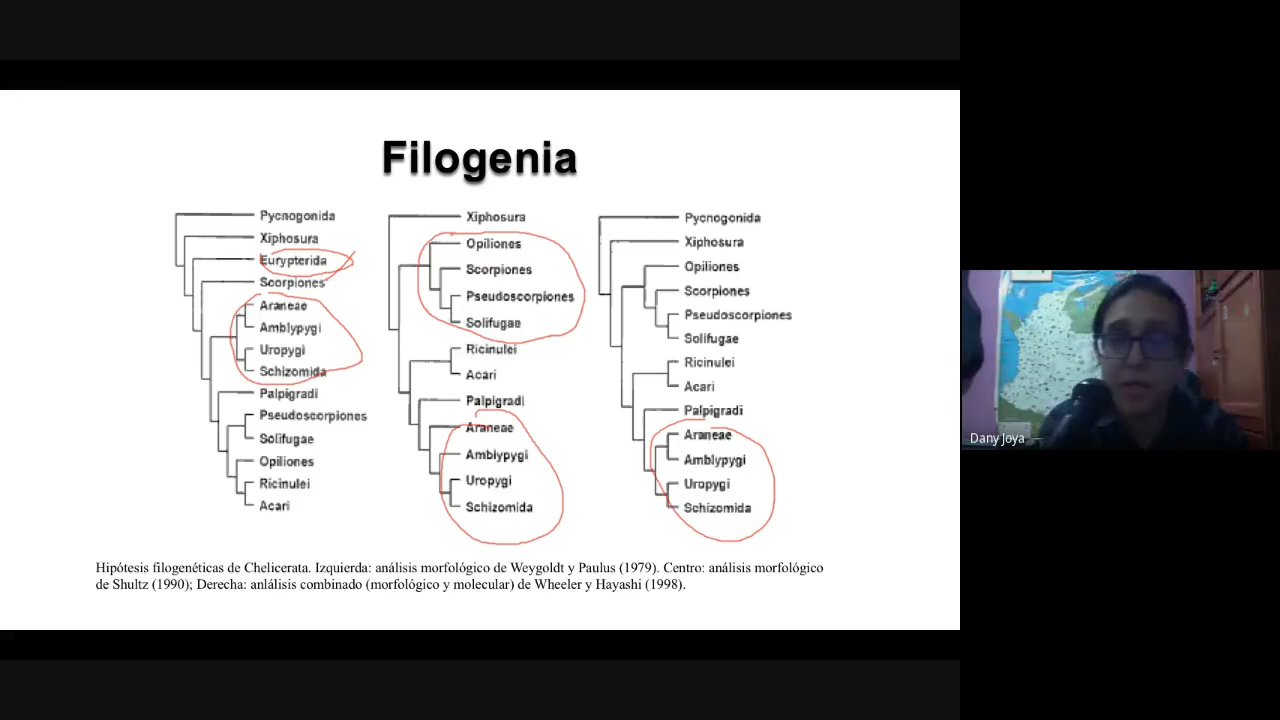 Filogenia
Pycnogonida
Xiphosura
Eurypterida
Scorpiones
Araneae
Amblypygi
Uropygi
Schizomida
Palpigradi
Pseudoscorpiones
Solifugae
Opiliones
Ricinulei
Acari
Xiphosura
Opiliones
Scorpiones
Pseudoscorpiones
Solifugae
Ricinulei
Acari
Palpigradi
Araneae
Amblypygi
Uropygi
Schizomida
Pycnogonida
Xiphosura
Opiliones
Scorpiones
Pseudoscorpiones
Solifugae
Ricinulei
Acari
Palpigradi
Araneae
Amblypygi
Uropygi
Schizomida
Hipótesis filogenéticas de Chelicerata. Izquierda: análisis morfológico de Weygoldt y Paulus (1979). Centro: análisis morfológico
de Shultz (1990); Derecha: anlálisis combinado (morfológico y molecular) de Wheeler y Hayashi (1998).
Dany Joya